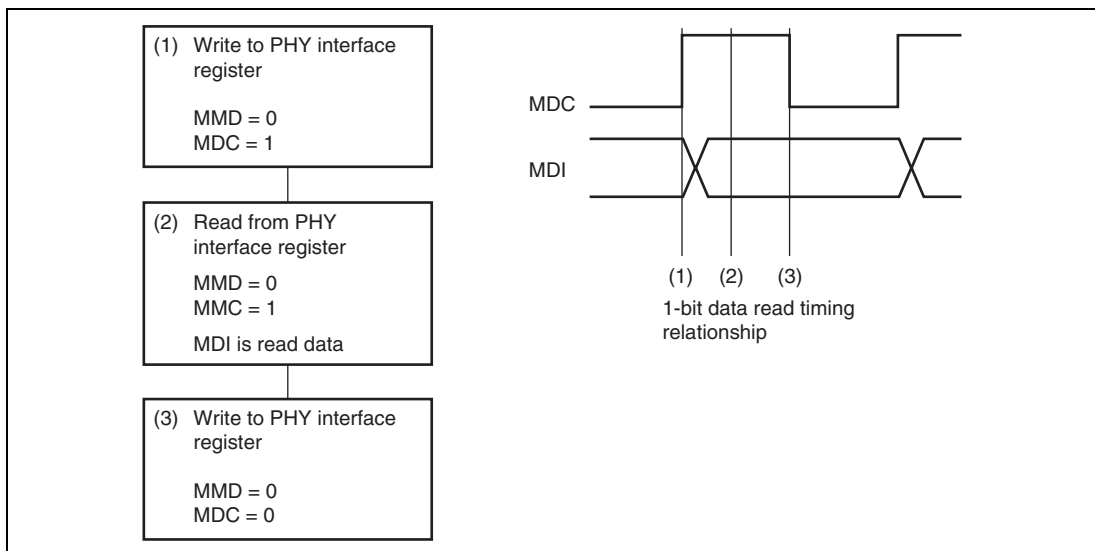 (1) Write to PHY interface
register
MMD = 0
MDC = 1
(2) Read from PHY
interface register
MMD = 0
MMC = 1
MDI is read data
(3) Write to PHY interface
register
MMD = 0
MDC = 0
MDC
MDI
(1) (2) (3)
1-bit data read timing
relationship